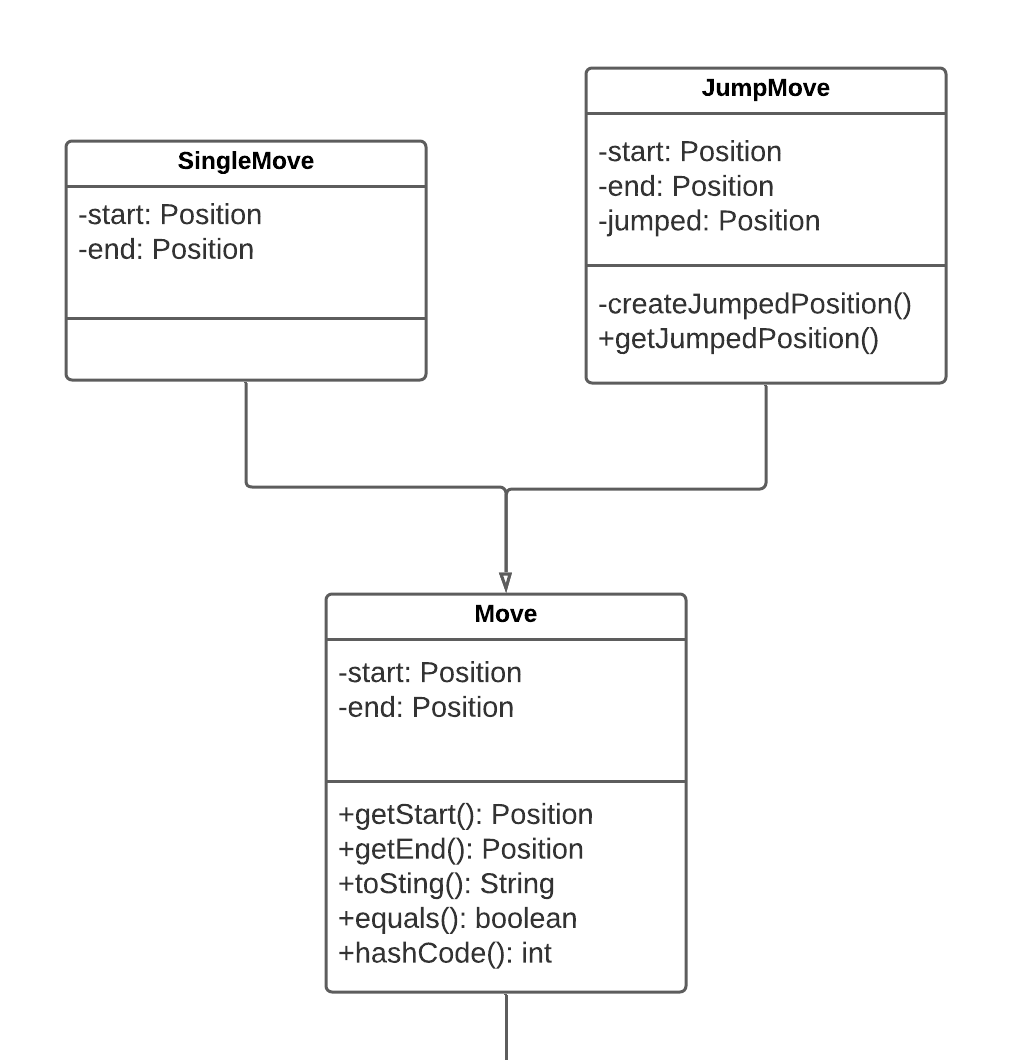 SingleMove
-start: Position
-end: Position
JumpMove
-start: Position
-end: Position
-jumped: Position
-createJumpedPosition()
+getJumpedPosition()
Move
-start: Position
-end: Position
+getStart(): Position
+getEnd(): Position
+toSting(): String
+equals(): boolean
+hashCode(): int